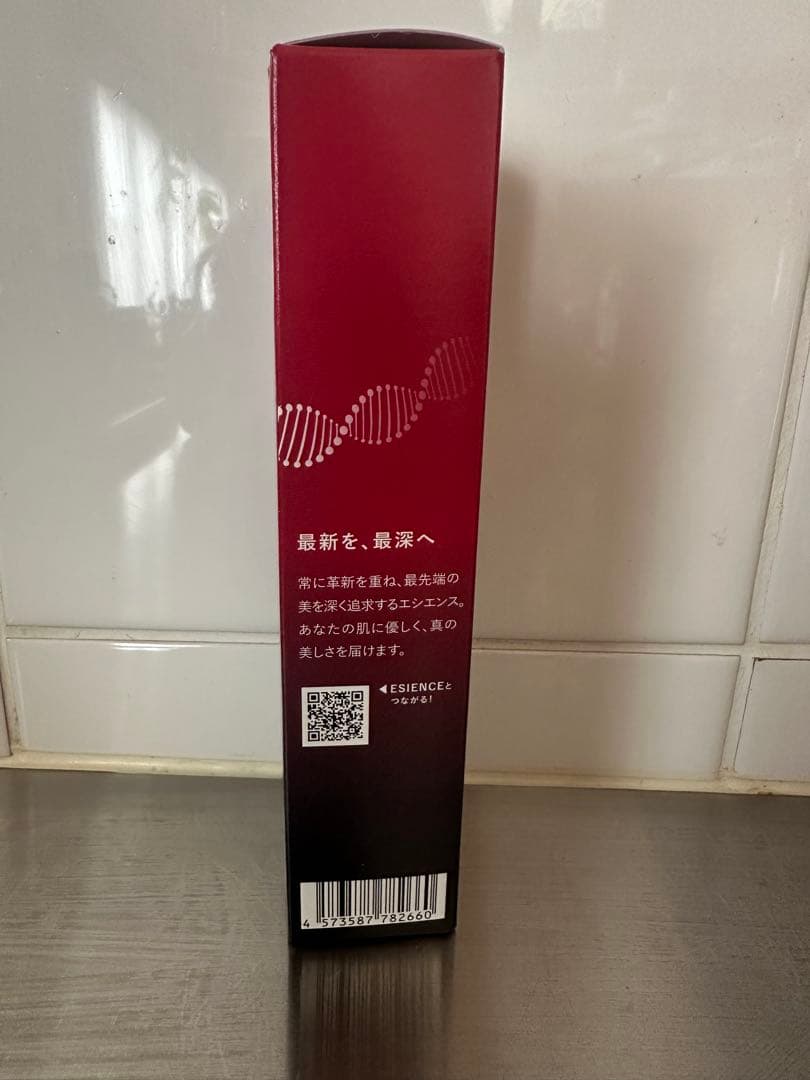 最新を、最深へ
常に革新を重ね、最先端の
美を深く追求するエシエンス。
あなたの肌に優しく、真の
美しさを届けます。
◀ESIENCEと
つながる!
4 573587 782660